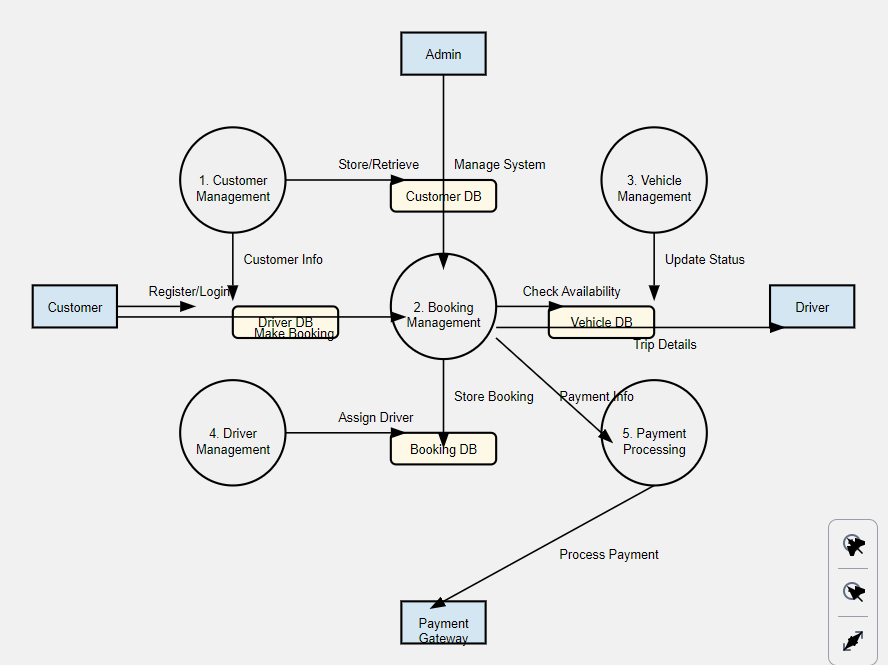 Admin
Store/Retrieve
Manage System
1. Customer
Management
Customer DB
3. Vehicle
Management
Customer Info
Update Status
Register/Login
Check Availability
Customer
Driver DB
Make Booking
2. Booking
Management
Vehicle DB
Driver
Trip Details
Store Booking
Payment Info
Assign Driver
4. Driver
Management
Booking DB
5. Payment
Processing
Process Payment
Payment
Gateway